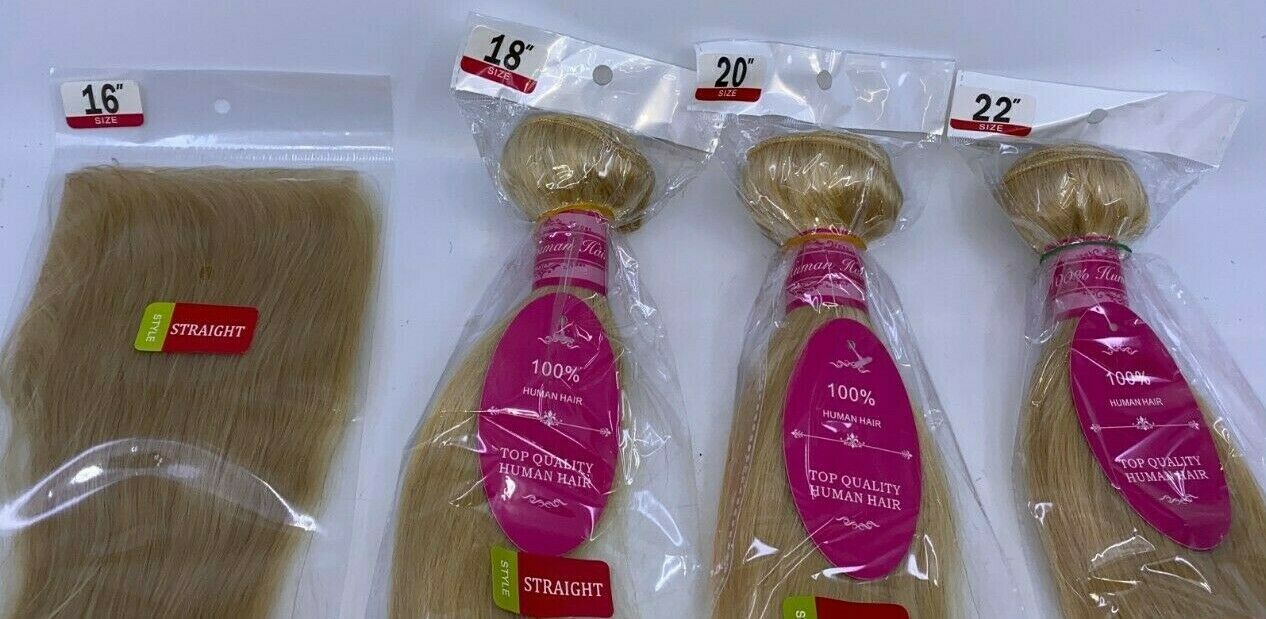 16"
SIZE
STYLE
STRAIGHT
18"
SIZE
100%
HUMAN HAIR
TOP QUALITY
HUMAN HAIR
STYLE
STRAIGHT
20"
SIZE
100%
HUMAN HAIR
TOP QUALITY
HUMAN HAIR
22"
SIZE
100%
HUMAN HAIR
TOP QUALITY
HUMAN HAIR